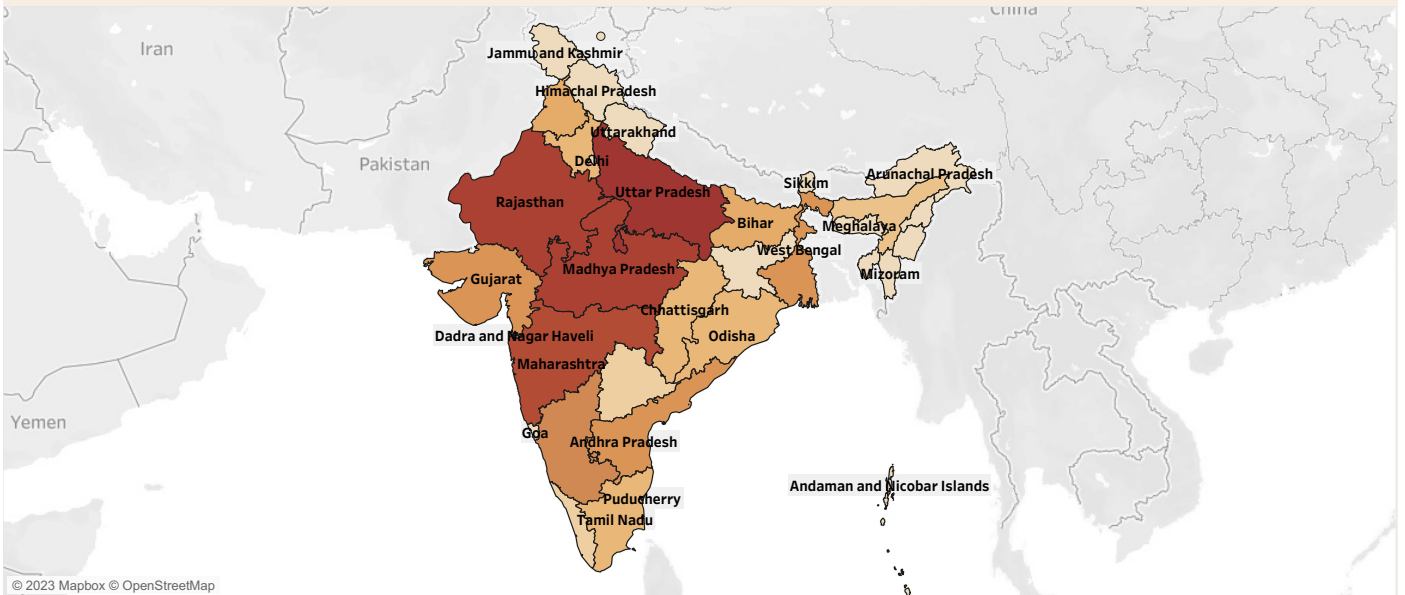 China
Iran
Jammu and Kashmir
Himachal Pradesh
Uttarakhand
Pakistan
Delhi
Arunachal Pradesh
Sikkim
Uttar Pradesh
Rajasthan
Bihar
Meghalaya
West Bengal
Madhya Pradesh
Mizoram
Gujarat
Chhattisgarh
Dadra and Nagar Haveli
Odisha
Maharashtra
Yemen
Goa
Andhra Pradesh
Andaman and Nicobar Islands
Puducherry
Tamil Nadu
© 2023 Mapbox © OpenStreetMap